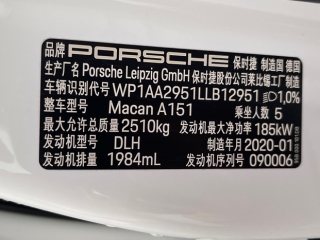 品牌 PORSCHE 保时捷 制造国 德国
生产厂名 Porsche Leipzig GmbH 保时捷股份公司莱比锡工厂制造
车辆识别代号 WP1AA2951LLB12951 1,0%
整车型号 Macan A151 乘坐人数 5
最大允许总质量 2510kg 发动机最大净功率 185kW
发动机型号 DLH 制造年月 2020-01
发动机排量 1984mL 发动机序列号 090006